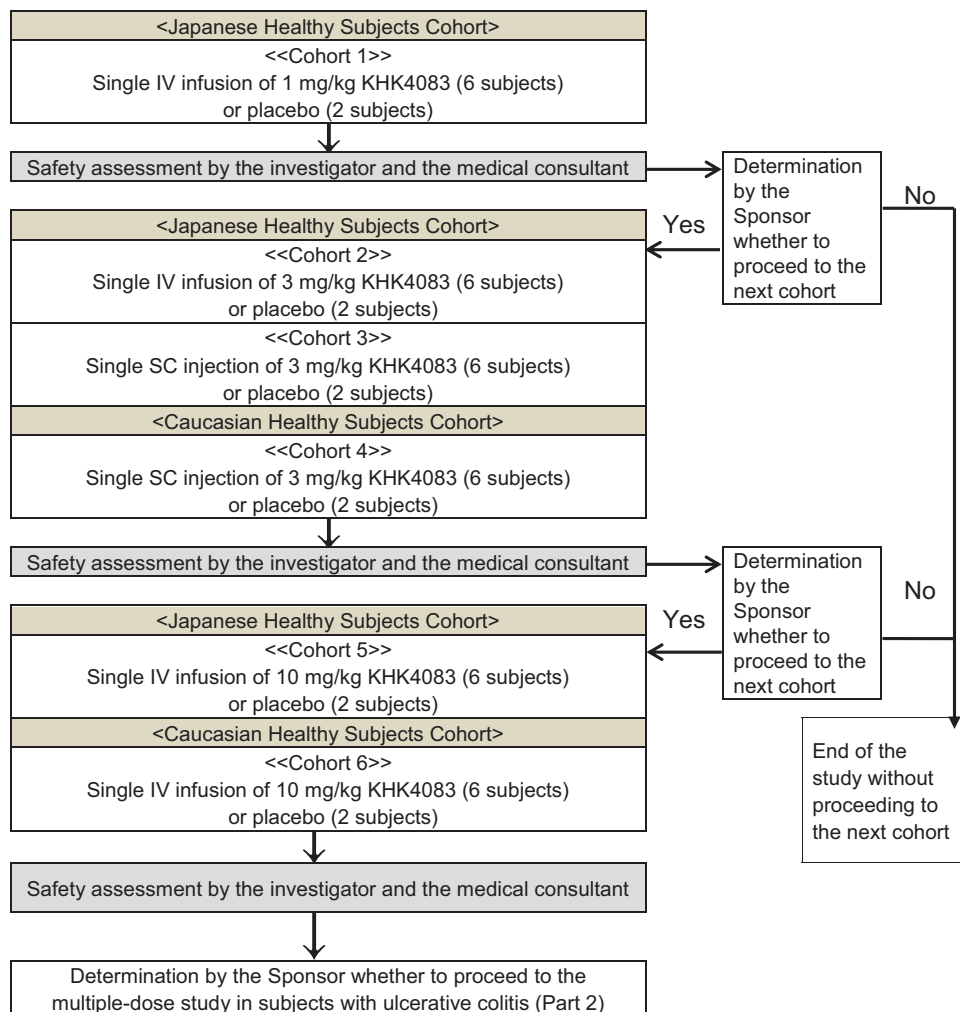 <Japanese Healthy Subjects Cohort>
<<Cohort 1>>
Single IV infusion of 1 mg/kg KHK4083 (6 subjects)
or placebo (2 subjects)
Safety assessment by the investigator and the medical consultant
Determination
by the
Sponsor
whether to
proceed to the
next cohort
No
Yes
<Japanese Healthy Subjects Cohort>
<<Cohort 2>>
Single IV infusion of 3 mg/kg KHK4083 (6 subjects)
or placebo (2 subjects)
<<Cohort 3>>
Single SC injection of 3 mg/kg KHK4083 (6 subjects)
or placebo (2 subjects)
<Caucasian Healthy Subjects Cohort>
<<Cohort 4>>
Single SC injection of 3 mg/kg KHK4083 (6 subjects)
or placebo (2 subjects)
Safety assessment by the investigator and the medical consultant
Determination
by the
Sponsor
whether to
proceed to the
next cohort
No
Yes
<Japanese Healthy Subjects Cohort>
<<Cohort 5>>
Single IV infusion of 10 mg/kg KHK4083 (6 subjects)
or placebo (2 subjects)
<Caucasian Healthy Subjects Cohort>
<<Cohort 6>>
Single IV infusion of 10 mg/kg KHK4083 (6 subjects)
or placebo (2 subjects)
End of the
study without
proceeding to
the next cohort
Safety assessment by the investigator and the medical consultant
Determination by the Sponsor whether to proceed to the
multiple-dose study in subjects with ulcerative colitis (Part 2)